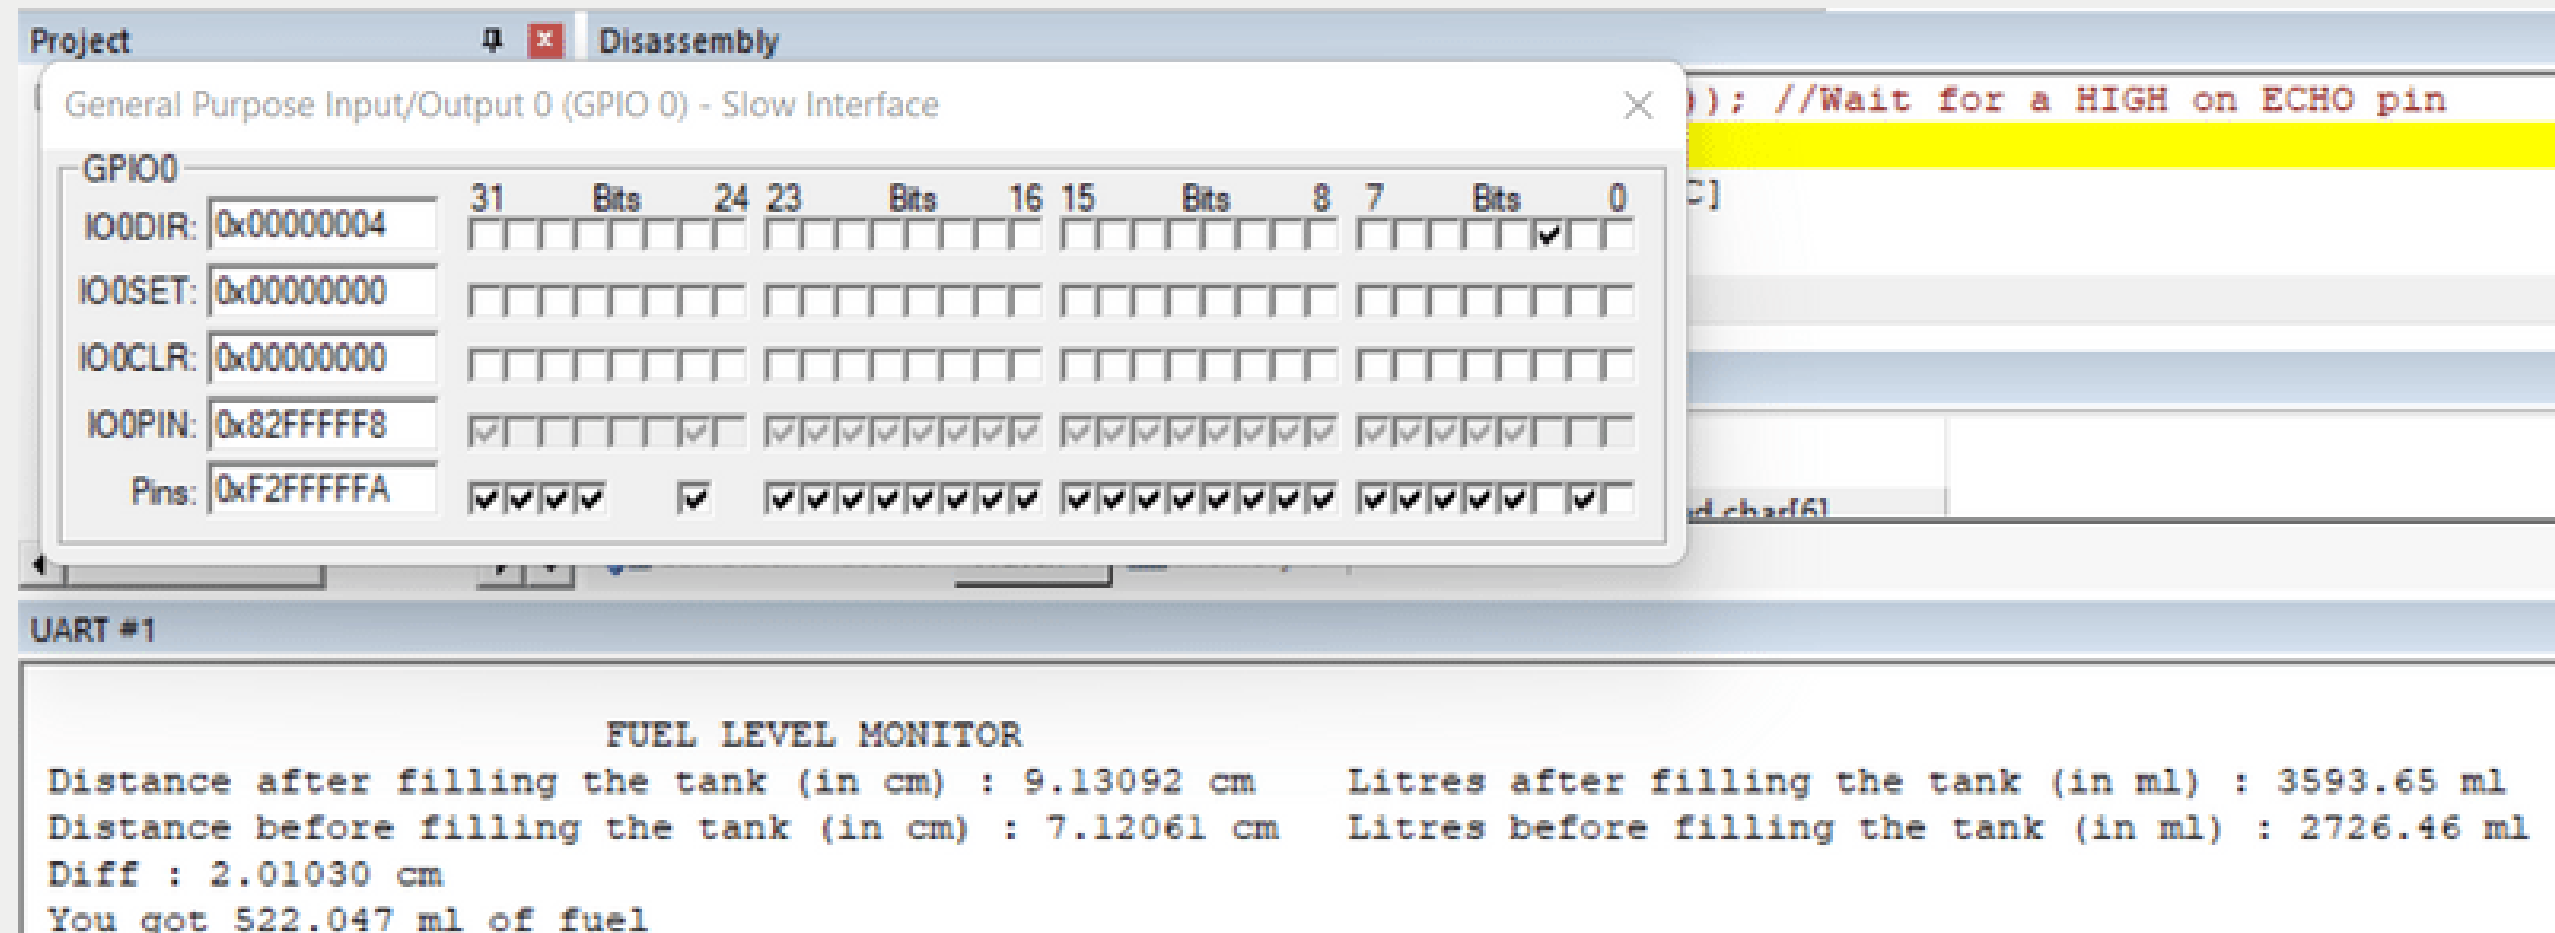 Project
Disassembly
General Purpose Input/Output 0 (GPIO 0) - Slow Interface
)); //Wait for a HIGH on ECHO pin
GPIO0
31 Bits 24 23 Bits 16 15 Bits 8 7 Bits 0
C]
IO0DIR: 0x00000004
IO0SET: 0x00000000
IO0CLR: 0x00000000
IO0PIN: 0x82FFFFF8
Pins: 0xF2FFFFFA
char[6]
UART #1
FUEL LEVEL MONITOR
Distance after filling the tank (in cm) : 9.13092 cm Litres after filling the tank (in ml) : 3593.65 ml
Distance before filling the tank (in cm) : 7.12061 cm Litres before filling the tank (in ml) : 2726.46 ml
Diff : 2.01030 cm
You got 522.047 ml of fuel